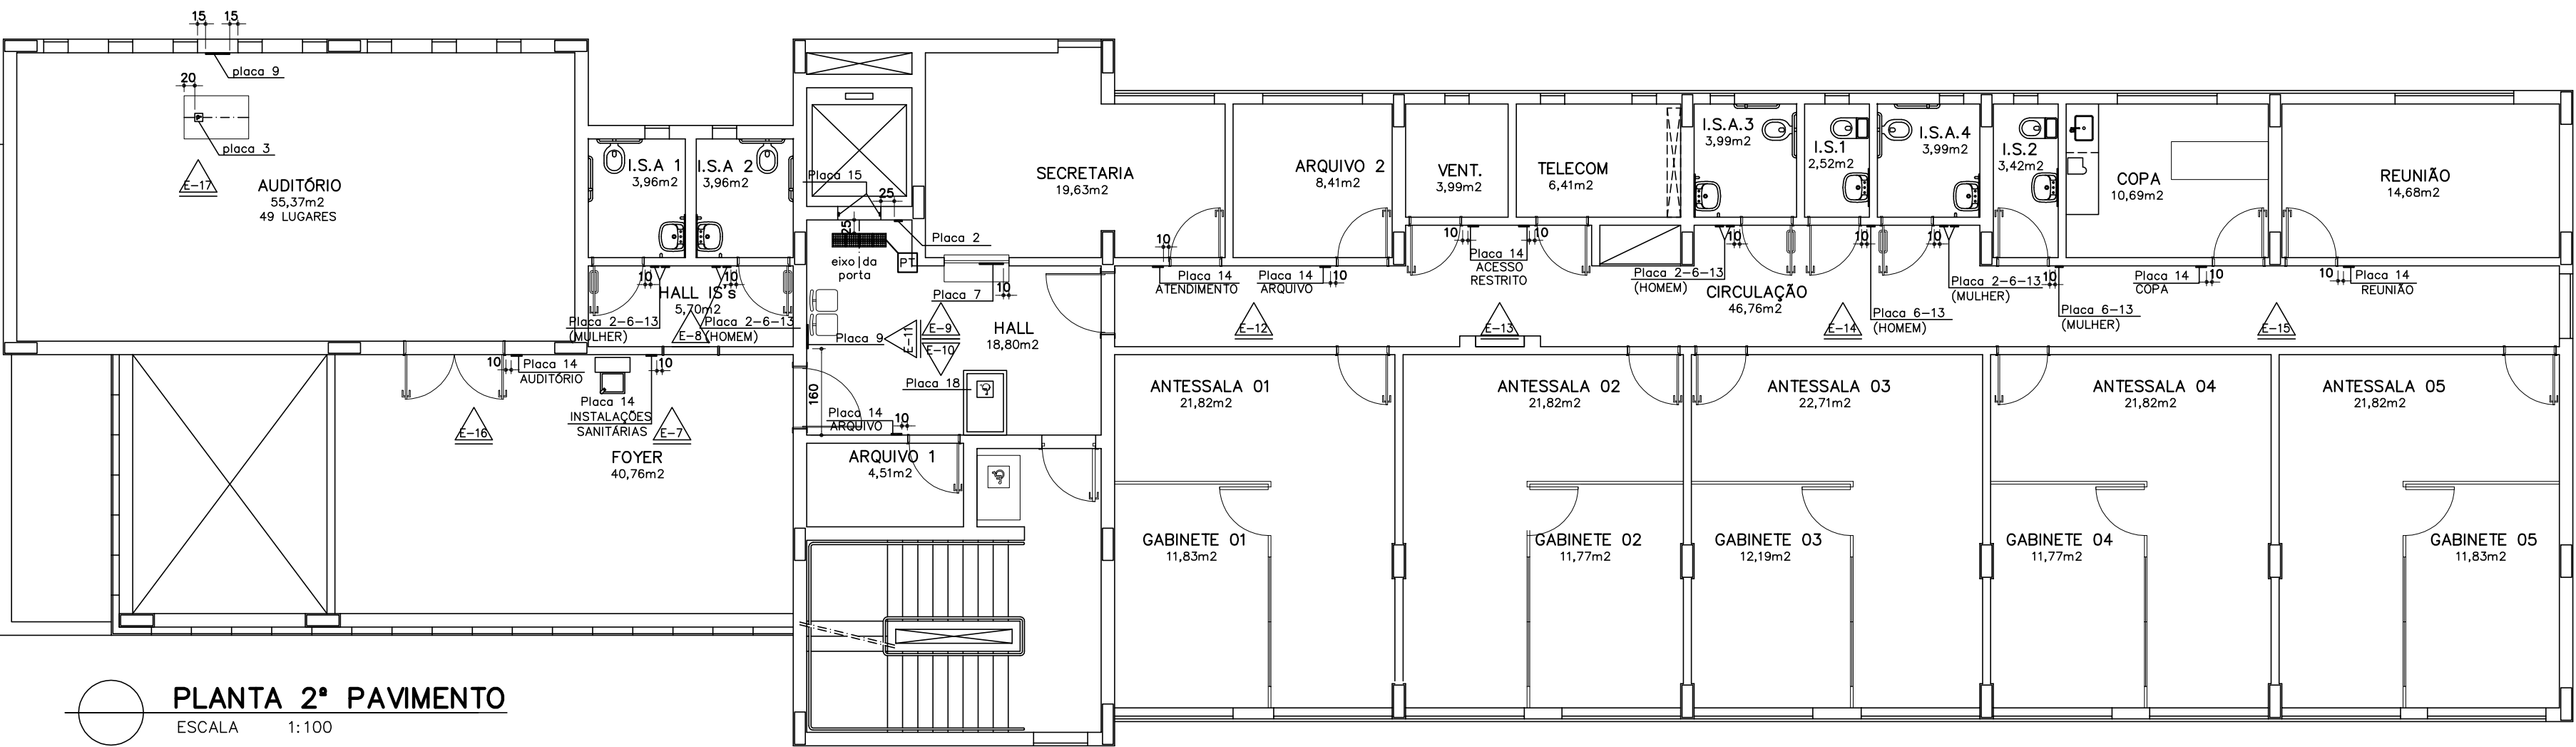 15 15
placa 9
20
placa 3
E-17
AUDITÓRIO
55,37m2
49 LUGARES
I.S.A 1
3,96m2
I.S.A 2
3,96m2
10
10
HALL IS's
5,70m2
Placa 2-6-13
(MULHER)
E-8
Placa 2-6-13
(HOMEM)
Placa 15
25
25
Placa 2
eixo da
porta
PT
Placa 7
10
Placa 9
E-11
E-9
E-10
HALL
18,80m2
Placa 18
160
Placa 14
ARQUIVO
10
ARQUIVO 1
4,51m2
10
Placa 14
AUDITÓRIO
10
Placa 14
INSTALAÇÕES
SANITÁRIAS
E-16
E-7
FOYER
40,76m2
SECRETARIA
19,63m2
10
Placa 14
ATENDIMENTO
ARQUIVO 2
8,41m2
Placa 14
ARQUIVO
10
VENT.
3,99m2
TELECOM
6,41m2
10
10
Placa 14
ACESSO
RESTRITO
I.S.A.3
3,99m2
I.S.1
2,52m2
I.S.A.4
3,99m2
I.S.2
3,42m2
10
10
10
10
Placa 2-6-13
(HOMEM)
CIRCULAÇÃO
46,76m2
Placa 6-13
(HOMEM)
Placa 2-6-13
(MULHER)
Placa 6-13
(MULHER)
COPA
10,69m2
Placa 14
COPA
10
REUNIÃO
14,68m2
10
Placa 14
REUNIÃO
E-12
E-13
E-14
E-15
ANTESSALA 01
21,82m2
ANTESSALA 02
21,82m2
ANTESSALA 03
22,71m2
ANTESSALA 04
21,82m2
ANTESSALA 05
21,82m2
GABINETE 01
11,83m2
GABINETE 02
11,77m2
GABINETE 03
12,19m2
GABINETE 04
11,77m2
GABINETE 05
11,83m2
PLANTA 2ª PAVIMENTO
ESCALA 1:100